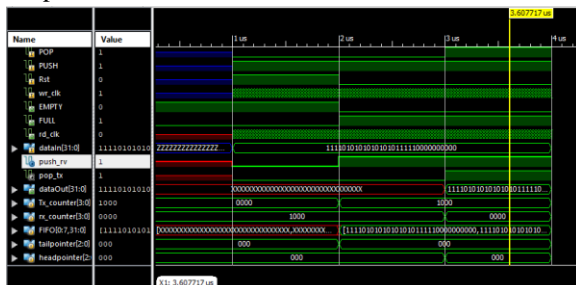 3.607717 us
Name Value 1 us 2 us 3 us 4 us
POP 1
PUSH 1
Rst 0
wr_clk 1
EMPTY 0
FULL 1
rd_clk 0
dataIn[31:0] 11110101010 ZZZZZZZZZZZZZZZ...
push_rv 1
pop_tx 1
dataOut[31:0] 11110101010
Tx_counter[3:0] 1000 0000 1000
rx_counter[3:0] 0000 1000 0000
FIFO[0:7,31:0]
tailpointer[2:0] 000 000 000
headpointer[2: 000 000 000
X1: 3.607717 us